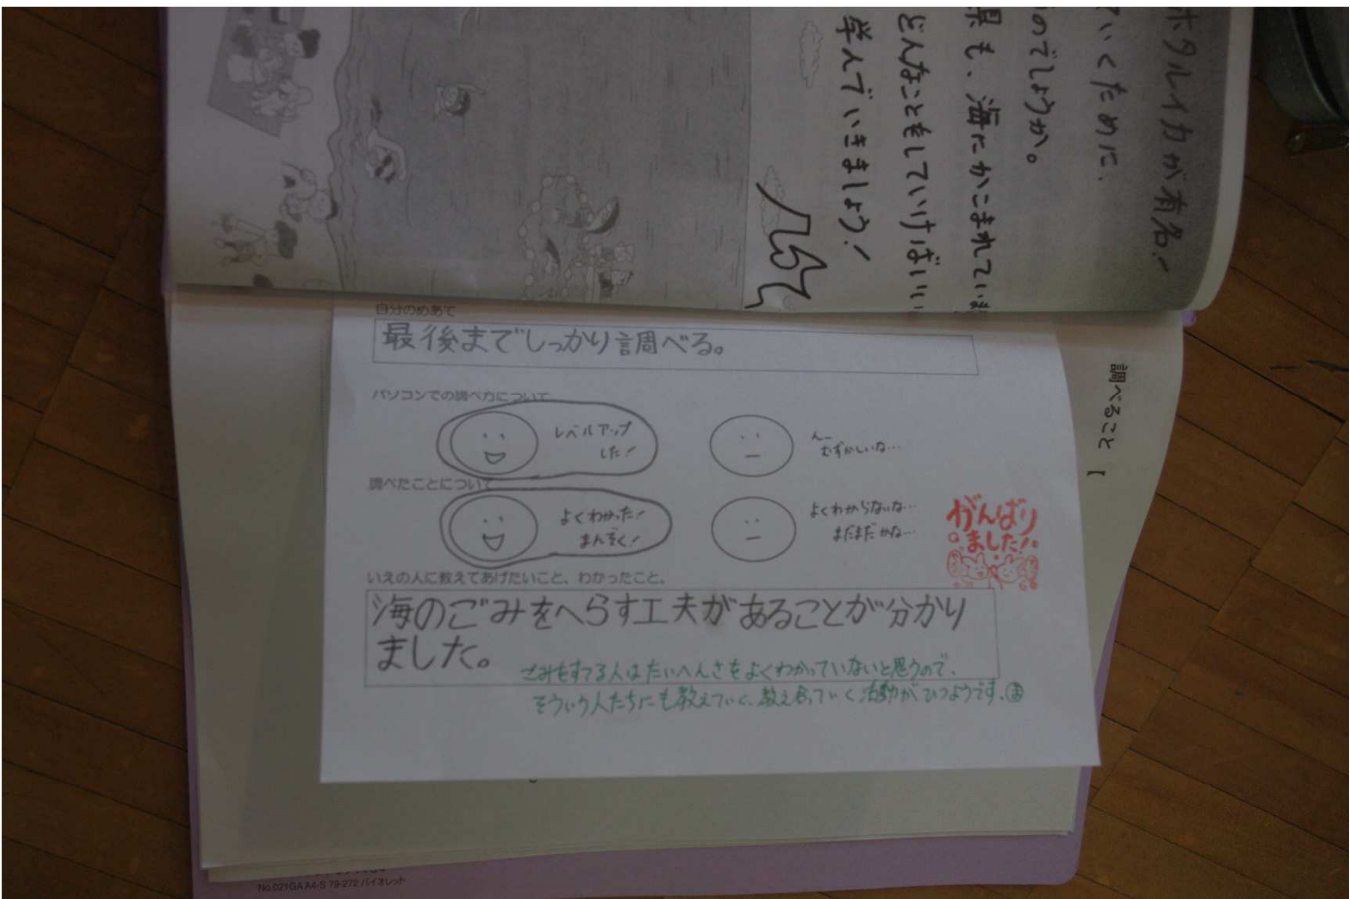 ホタルイカが有名!
ていくために、
のでしょうか。
県も、海にかこまれてい
どんなことをしていけばいい
学んでいきましょう!
自分のめあて
最後までしっかり調べる。
パソコンでの調べ方について
レベルアップ
した!
んー
むずかしいな…
調べたことについて
よくわかった!
まんぞく!
よくわからないな…
まだまだかな…
がんばり
ました!
いえの人に教えてあげたいこと、わかったこと。
海のごみをへらす工夫があることが分かり
ました。
ごみをすてる人はたいへんさをよくわかっていないと思うので、
そういう人たちにも教えていく、教え合っていく活動がひつようです。
調べること【
No.021GA A4-S 79-272 バイオレット